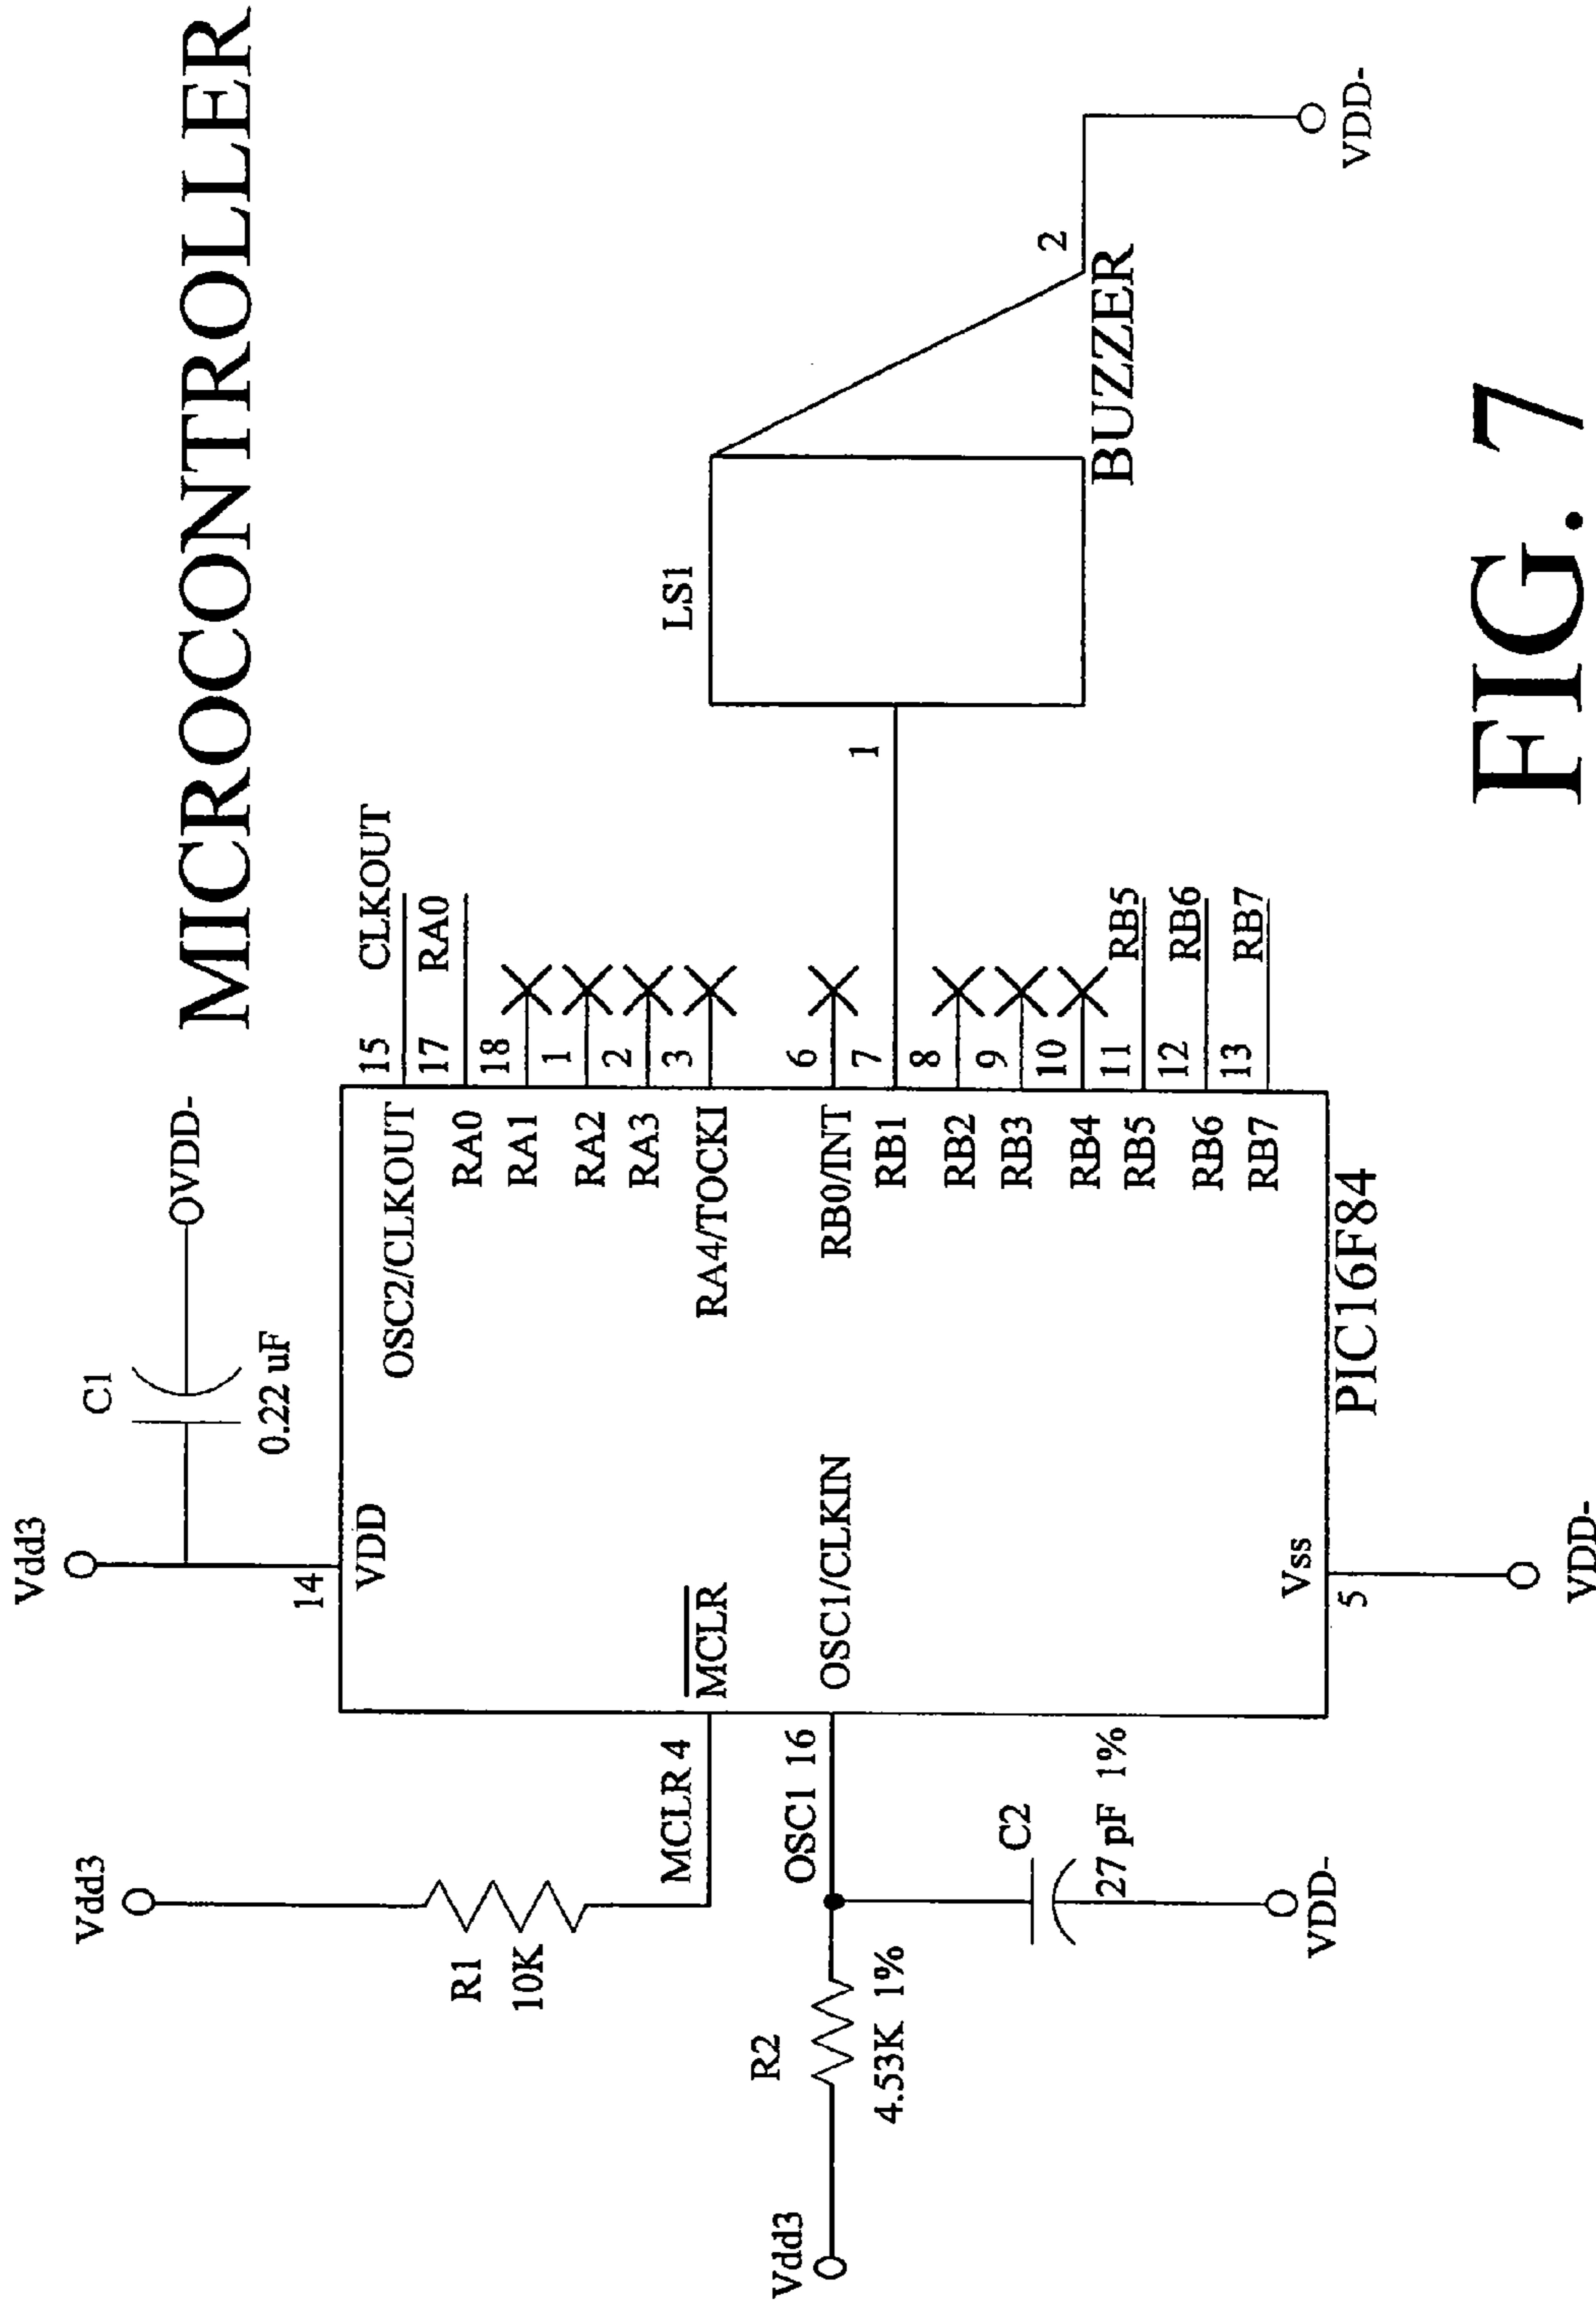 MICROCONTROLLER
Vdd3
C1
VDD-
0.22 uF
14
VDD
Vdd3
R1
10K
MCLR 4
MCLR
R2
Vdd3
4.53K 1%
OSC1 16
OSC1/CLKIN
C2
27 pF 1%
VDD-
Vss
5
VDD-
PIC16F84
OSC2/CLKOUT
15
CLKOUT
RA0
17
RA0
RA1
18
RA2
1
RA3
2
RA4/TOCKI
3
RB0/INT
6
RB1
7
RB2
8
RB3
9
RB4
10
RB5
11
RB5
RB6
12
RB6
RB7
13
RB7
LS1
1
2
BUZZER
VDD-
FIG. 7